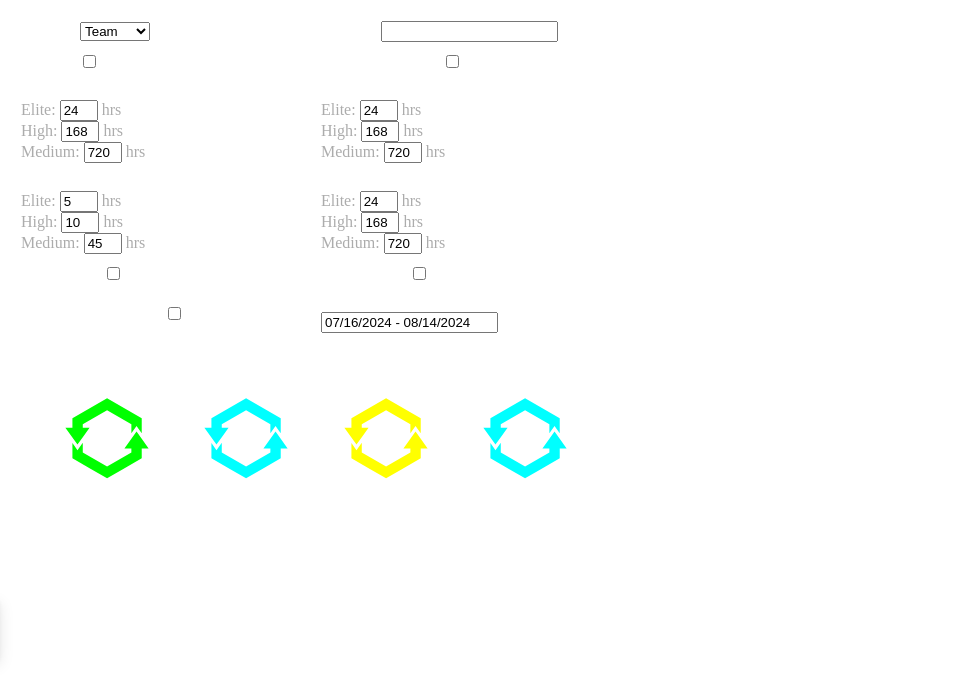 Team
Elite: 24 hrs
High: 168 hrs
Medium: 720 hrs
Elite: 24 hrs
High: 168 hrs
Medium: 720 hrs
Elite: 5 hrs
High: 10 hrs
Medium: 45 hrs
Elite: 24 hrs
High: 168 hrs
Medium: 720 hrs
07/16/2024 - 08/14/2024